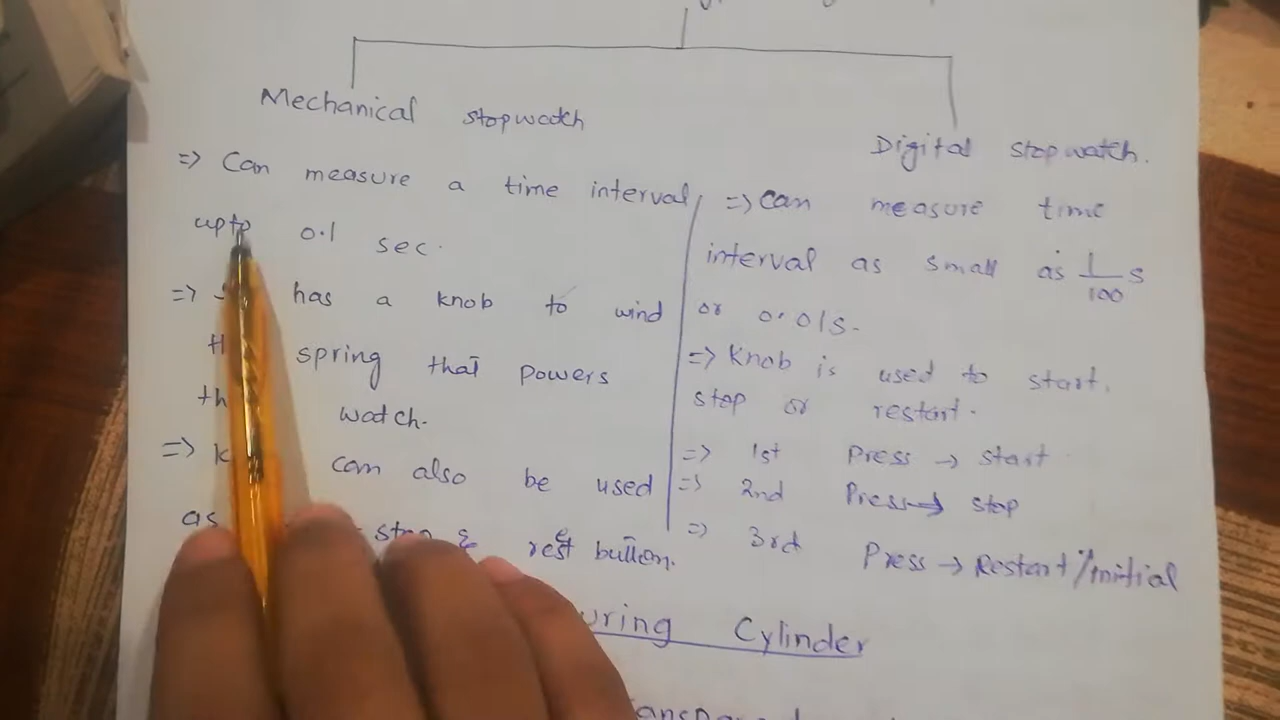 Mechanical stopwatch
=> Can measure a time interval
upto 0.1 sec.
=> has a knob to wind
spring that powers
watch.
=> can also be used
as & reset button.
Digital stopwatch.
=> Can measure time
interval as small as 1/100 s
or 0.01s.
=> Knob is used to start,
stop or restart.
=> 1st Press → start
=> 2nd Press → stop
=> 3rd Press → Restart/initial
Cylinder